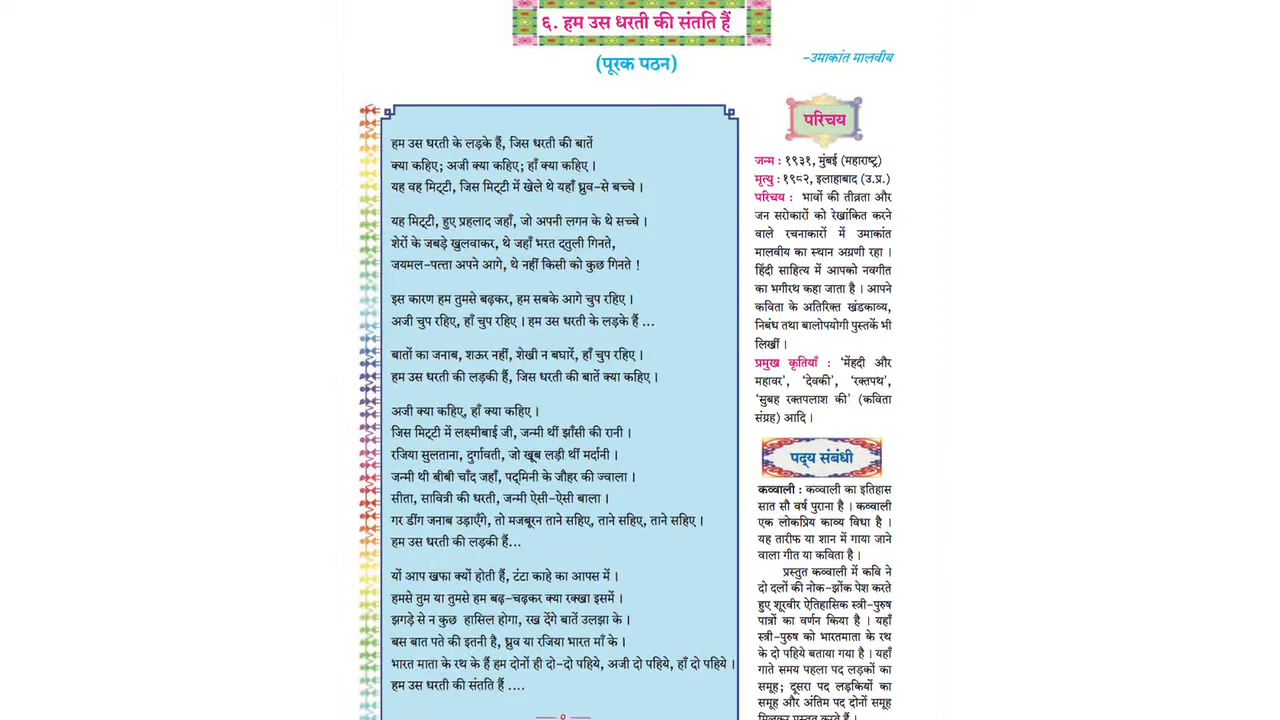 ६. हम उस धरती की संतति हैं
(पूरक पठन)
–उमाकांत मालवीय
हम उस धरती के लड़के हैं, जिस धरती की बातें
क्या कहिए; अजी क्या कहिए; हाँ क्या कहिए ।
यह वह मिट्टी, जिस मिट्टी में खेले थे यहाँ ध्रुव-से बच्चे ।
यह मिट्टी, हुए प्रहलाद जहाँ, जो अपनी लगन के थे सच्चे ।
शेरों के जबड़े खुलवाकर, थे जहाँ भरत दतुली गिनते,
जयमल-पत्ता अपने आगे, थे नहीं किसी को कुछ गिनते !
इस कारण हम तुमसे बढ़कर, हम सबके आगे चुप रहिए ।
अजी चुप रहिए, हाँ चुप रहिए । हम उस धरती के लड़के हैं ...
बातों का जनाब, शऊर नहीं, शेखी न बघारें, हाँ चुप रहिए ।
हम उस धरती की लड़की हैं, जिस धरती की बातें क्या कहिए ।
अजी क्या कहिए, हाँ क्या कहिए ।
जिस मिट्टी में लक्ष्मीबाई जी, जन्मी थीं झाँसी की रानी ।
रजिया सुलताना, दुर्गावती, जो खूब लड़ी थीं मर्दानी ।
जन्मी थी बीबी चाँद जहाँ, पद्मिनी के जौहर की ज्वाला ।
सीता, सावित्री की धरती, जन्मी ऐसी-ऐसी बाला ।
गर डींग जनाब उड़ाएँगे, तो मजबूरन ताने सहिए, ताने सहिए, ताने सहिए ।
हम उस धरती की लड़की हैं...
यों आप खफा क्यों होती हैं, टंटा काहे का आपस में ।
हमसे तुम या तुमसे हम बढ़-चढ़कर क्या रक्खा इसमें ।
झगड़े से न कुछ हासिल होगा, रख देंगे बातें उलझा के ।
बस बात पते की इतनी है, ध्रुव या रजिया भारत माँ के ।
भारत माता के रथ के हैं हम दोनों ही दो-दो पहिये, अजी दो पहिये, हाँ दो पहिये ।
हम उस धरती की संतति हैं ....
परिचय
जन्म : १९३१, मुंबई (महाराष्ट्र)
मृत्यु : १९८२, इलाहाबाद (उ.प्र.)
परिचय : भावों की तीव्रता और
जन सरोकारों को रेखांकित करने
वाले रचनाकारों में उमाकांत
मालवीय का स्थान अग्रणी रहा ।
हिंदी साहित्य में आपको नवगीत
का भगीरथ कहा जाता है । आपने
कविता के अतिरिक्त खंडकाव्य,
निबंध तथा बालोपयोगी पुस्तकें भी
लिखीं ।
प्रमुख कृतियाँ : ‘मेंहदी और
महावर’, ‘देवकी’, ‘रक्तपथ’,
‘सुबह रक्तपलाश की’ (कविता
संग्रह) आदि ।
पद्य संबंधी
कव्वाली : कव्वाली का इतिहास
सात सौ वर्ष पुराना है । कव्वाली
एक लोकप्रिय काव्य विधा है ।
यह तारीफ या शान में गाया जाने
वाला गीत या कविता है ।
प्रस्तुत कव्वाली में कवि ने
दो दलों की नोक-झोंक पेश करते
हुए शूरवीर ऐतिहासिक स्त्री-पुरुष
पात्रों का वर्णन किया है । यहाँ
स्त्री-पुरुष को भारतमाता के रथ
के दो पहिये बताया गया है । यहाँ
गाते समय पहला पद लड़कों का
समूह; दूसरा पद लड़कियों का
समूह और अंतिम पद दोनों समूह
मिलकर प्रस्तुत करते हैं ।